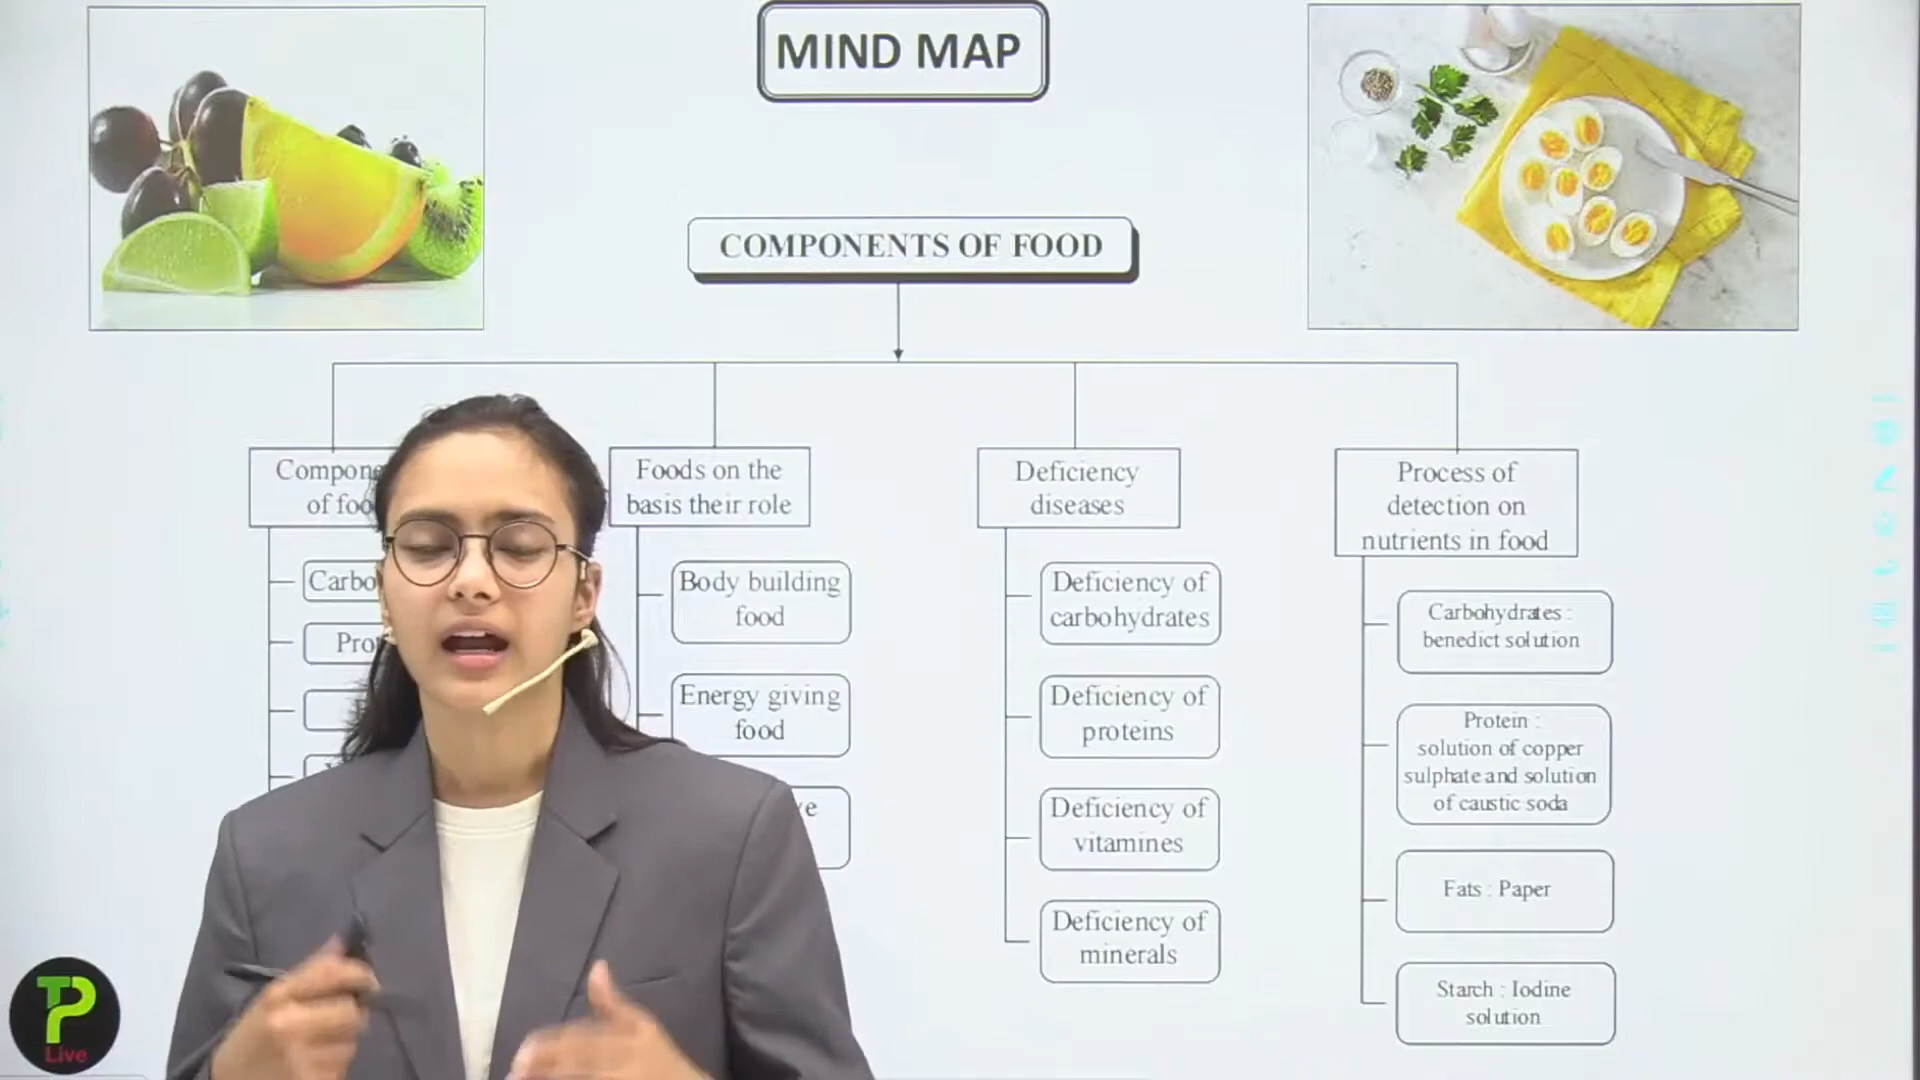 MIND MAP
COMPONENTS OF FOOD
Foods on the
basis their role
Body building
food
Energy giving
food
Deficiency
diseases
Deficiency of
carbohydrates
Deficiency of
proteins
Deficiency of
vitamines
Deficiency of
minerals
Process of
detection on
nutrients in food
Carbohydrates :
benedict solution
Protein :
solution of copper
sulphate and solution
of caustic soda
Fats : Paper
Starch : Iodine
solution
of
TP
Live